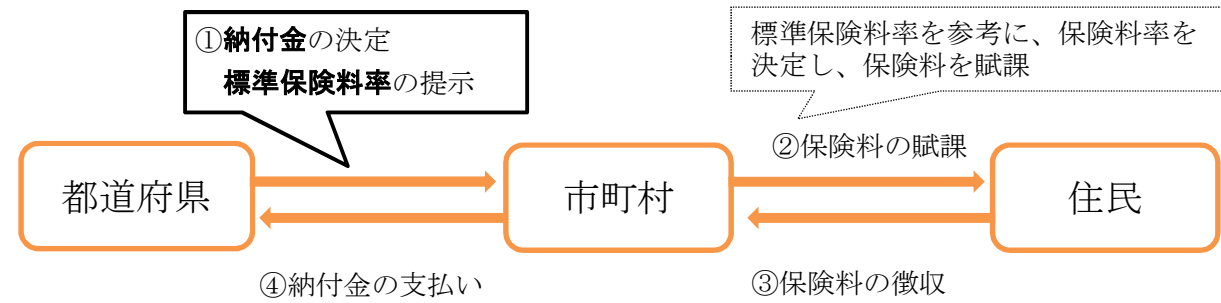 ①納付金の決定
標準保険料率の提示
標準保険料率を参考に、保険料率を
決定し、保険料を賦課
②保険料の賦課
都道府県
市町村
住民
④納付金の支払い
③保険料の徴収